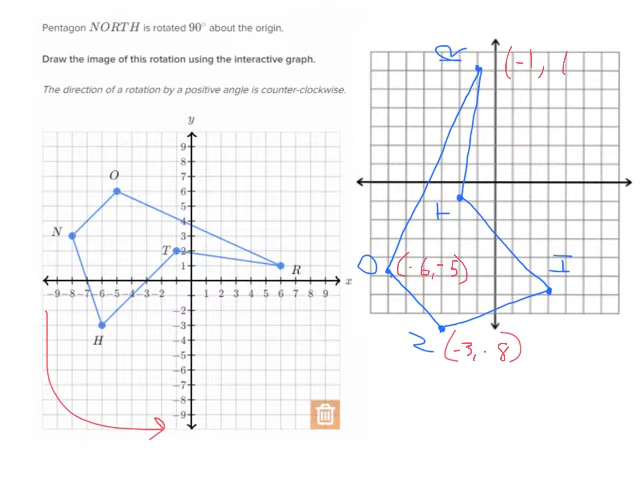 Pentagon NORTH is rotated 90° about the origin.
Draw the image of this rotation using the interactive graph.
The direction of a rotation by a positive angle is counter-clockwise.
y
9
8
7
6
5
4
3
2
1
-9 -8 -7 -6 -5 -4 -3 -2
1 2 3 4 5 6 7 8 9
x
-2
-3
-4
-5
-6
-7
-8
-9
O
N
T
R
H
R
(-1, (
T
O
(-6, -5)
H
N
(-3, -8)